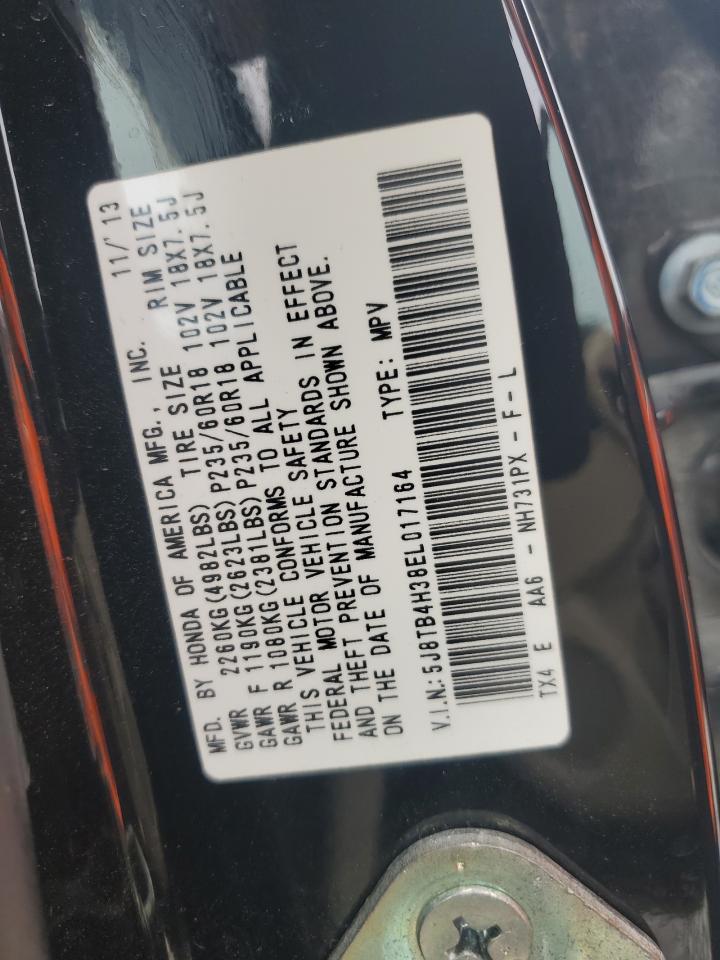 MFD. BY HONDA OF AMERICA MFG., INC. 11/'13
2260KG(4982LBS) TIRE SIZE RIM SIZE
GVWR
GAWR F 1190KG(2623LBS) P235/60R18 102V 18X7.5J
GAWR R 1080KG(2381LBS) P235/60R18 102V 18X7.5J
THIS VEHICLE CONFORMS TO ALL APPLICABLE
FEDERAL MOTOR VEHICLE SAFETY
AND THEFT PREVENTION STANDARDS IN EFFECT
ON THE DATE OF MANUFACTURE SHOWN ABOVE.
V.I.N.: 5J8TB4H38EL017164 TYPE: MPV
TX4 E AA6 - NH731PX - F - L